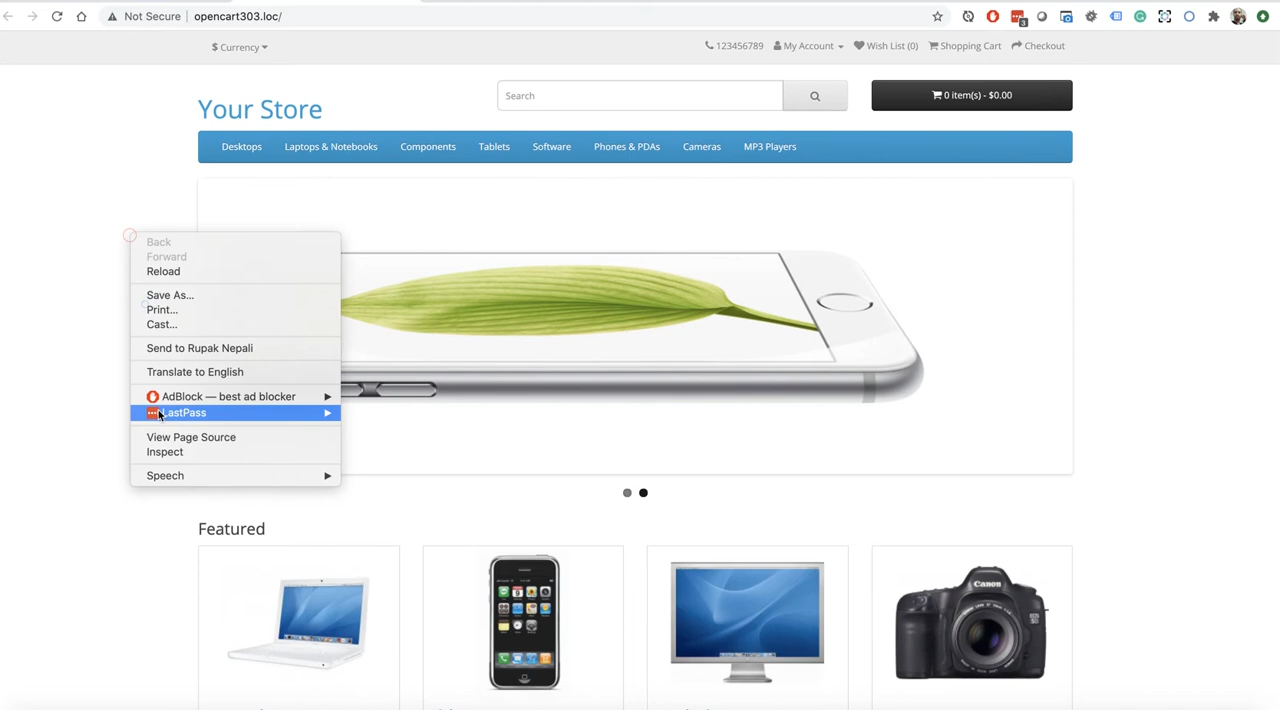 Not Secure | opencart303.loc/
3
$ Currency
123456789 My Account Wish List (0) Shopping Cart Checkout
Your Store
Search
0 item(s) - $0.00
Desktops Laptops & Notebooks Components Tablets Software Phones & PDAs Cameras MP3 Players
Back
Forward
Reload
Save As...
Print...
Cast...
Send to Rupak Nepali
Translate to English
AdBlock — best ad blocker
LastPass
View Page Source
Inspect
Speech
Featured
Canon